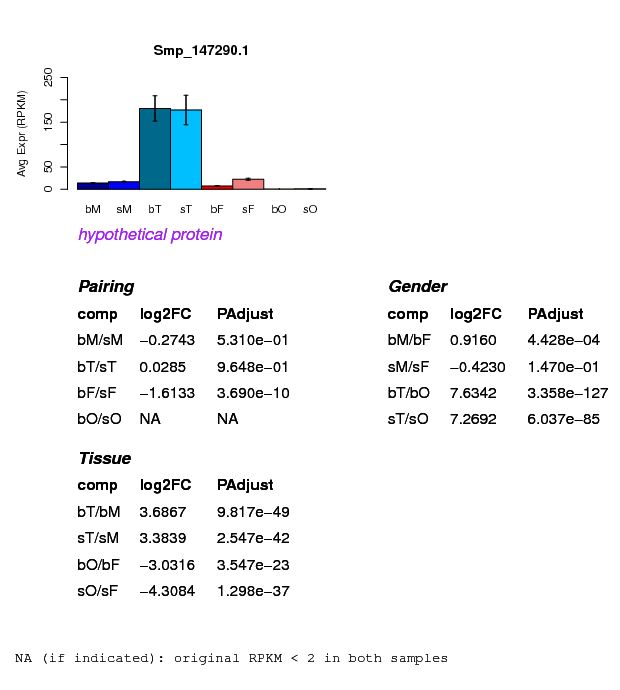 Smp_147290.1
Avg Expr (RPKM)
250
150
50
0
bM sM bT sT bF sF bO sO
hypothetical protein
Pairing
comp log2FC PAdjust
bM/sM −0.2743 5.310e−01
bT/sT 0.0285 9.648e−01
bF/sF −1.6133 3.690e−10
bO/sO NA NA
Gender
comp log2FC PAdjust
bM/bF 0.9160 4.428e−04
sM/sF −0.4230 1.470e−01
bT/bO 7.6342 3.358e−127
sT/sO 7.2692 6.037e−85
Tissue
comp log2FC PAdjust
bT/bM 3.6867 9.817e−49
sT/sM 3.3839 2.547e−42
bO/bF −3.0316 3.547e−23
sO/sF −4.3084 1.298e−37
NA (if indicated): original RPKM < 2 in both samples